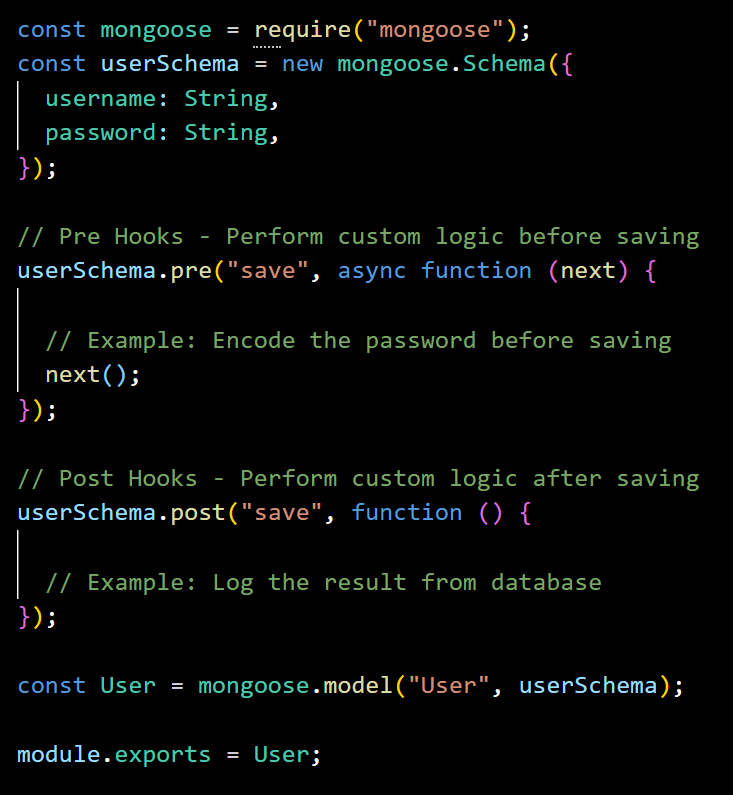 const mongoose = require("mongoose");
const userSchema = new mongoose.Schema({
  username: String,
  password: String,
});

// Pre Hooks - Perform custom logic before saving
userSchema.pre("save", async function (next) {

  // Example: Encode the password before saving
  next();
});

// Post Hooks - Perform custom logic after saving
userSchema.post("save", function () {

  // Example: Log the result from database
});

const User = mongoose.model("User", userSchema);

module.exports = User;